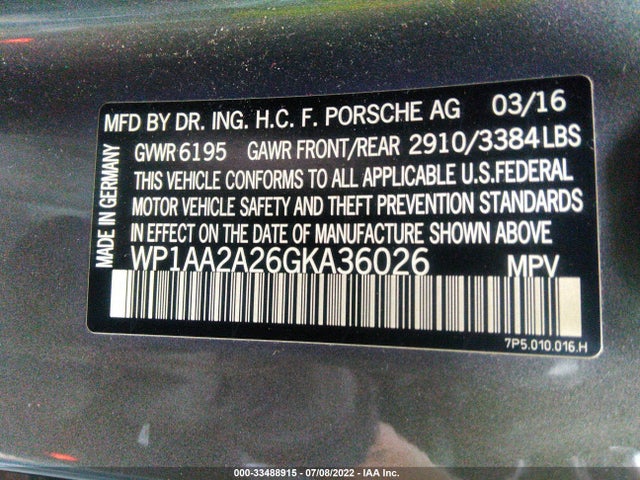 MFD BY DR. ING. H.C. F. PORSCHE AG 03/16
GVWR 6195 GAWR FRONT/REAR 2910/3384 LBS
THIS VEHICLE CONFORMS TO ALL APPLICABLE U.S.FEDERAL
MOTOR VEHICLE SAFETY AND THEFT PREVENTION STANDARDS
IN EFFECT ON THE DATE OF MANUFACTURE SHOWN ABOVE
WP1AA2A26GKA36026 MPV
MADE IN GERMANY
7P5.010.016.H
000-33488915 - 07/08/2022 - IAA Inc.